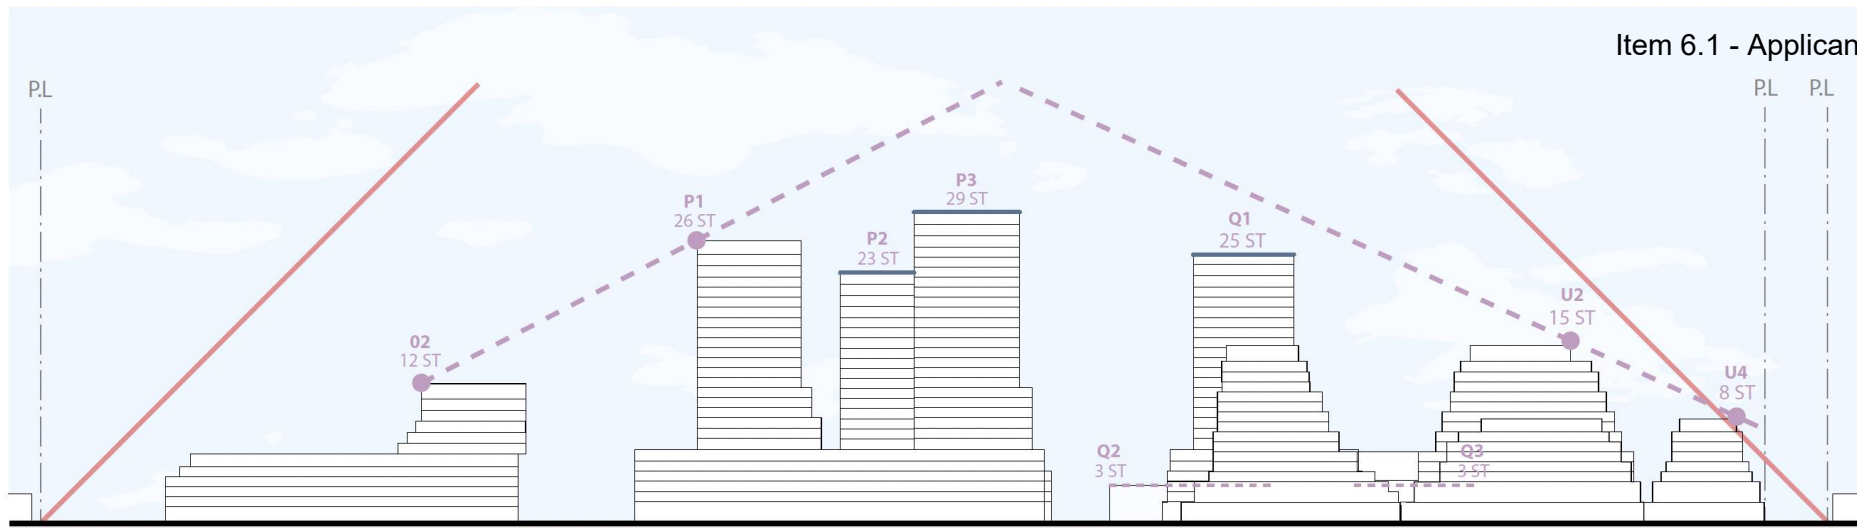 Item 6.1 - Applican
P.L
P.L
P.L
P3
29 ST
P1
26 ST
Q1
25 ST
P2
23 ST
U2
15 ST
02
12 ST
U4
8 ST
Q2
3 ST
Q3
3 ST